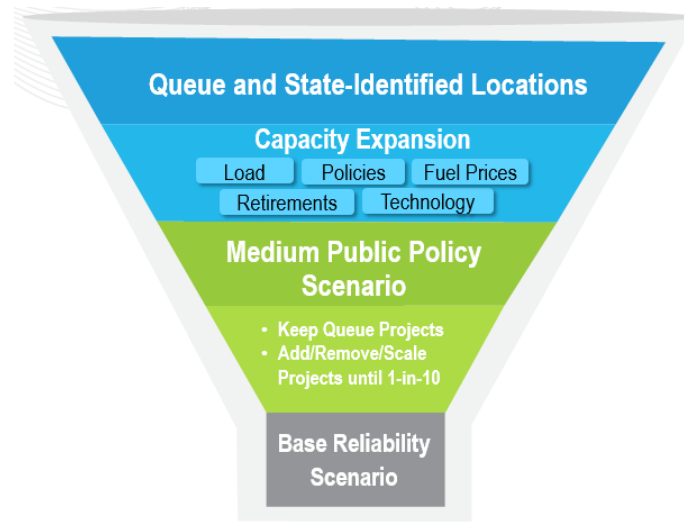 Queue and State-Identified Locations
Capacity Expansion
Load Policies Fuel Prices
Retirements Technology
Medium Public Policy
Scenario
• Keep Queue Projects
• Add/Remove/Scale
Projects until 1-in-10
Base Reliability
Scenario